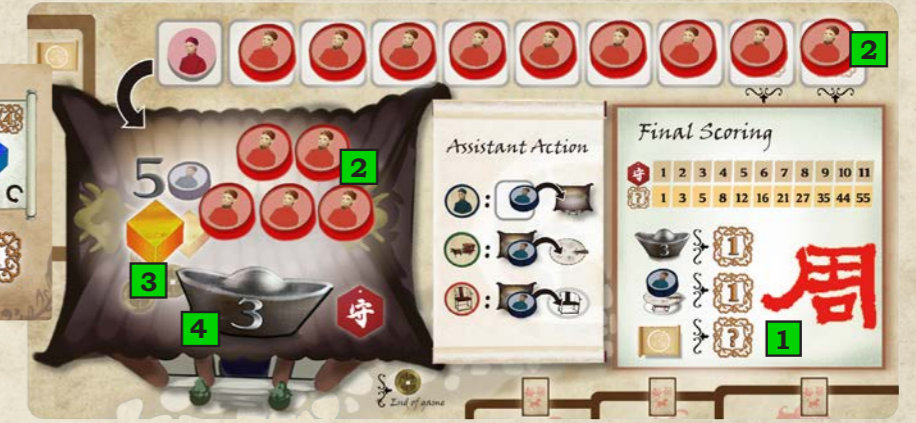 2
5
2
3
3
4
守
Assistant Action
:
:
:
End of game
Final Scoring
守 1 2 3 4 5 6 7 8 9 10 11
? 1 3 5 8 12 16 21 27 35 44 55
3 1
1
? 1
周